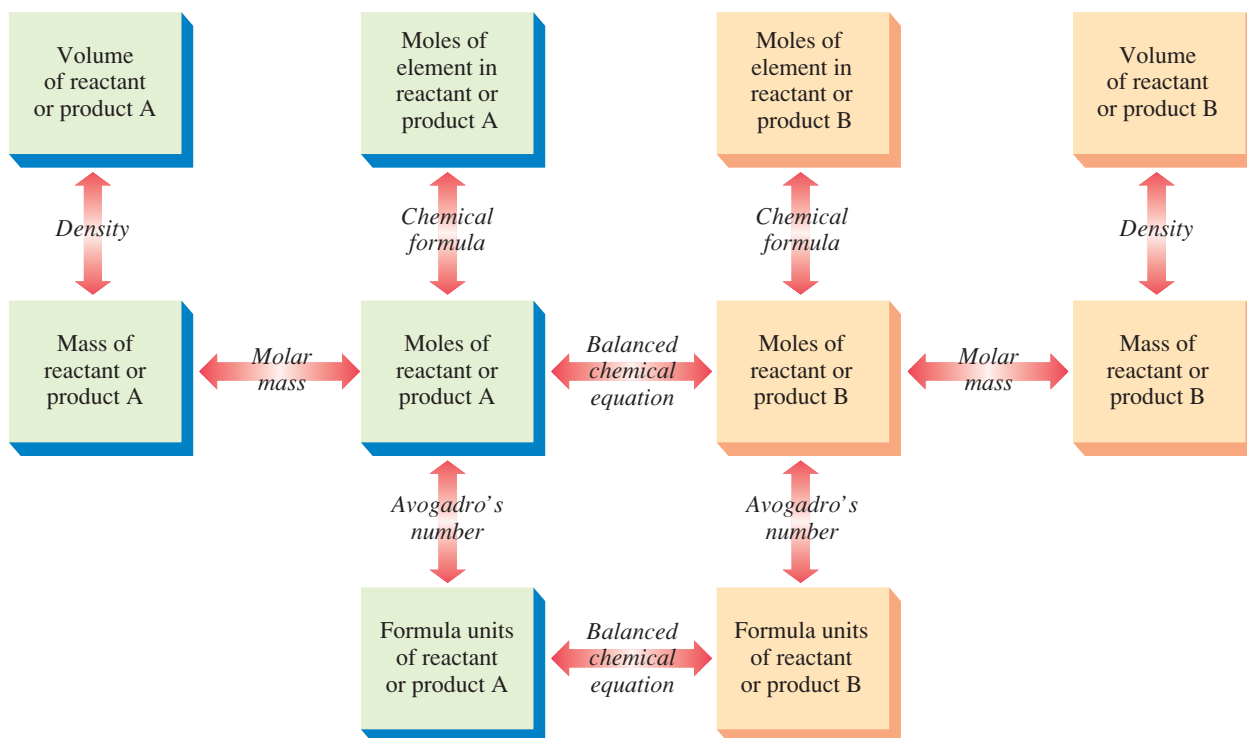 Volume
of reactant
or product A
Moles of
element in
reactant or
product A
Moles of
element in
reactant or
product B
Volume
of reactant
or product B
Density
Chemical
formula
Chemical
formula
Density
Mass of
reactant or
product A
Molar
mass
Moles of
reactant or
product A
Balanced
chemical
equation
Moles of
reactant or
product B
Molar
mass
Mass of
reactant or
product B
Avogadro's
number
Avogadro's
number
Formula units
of reactant
or product A
Balanced
chemical
equation
Formula units
of reactant
or product B